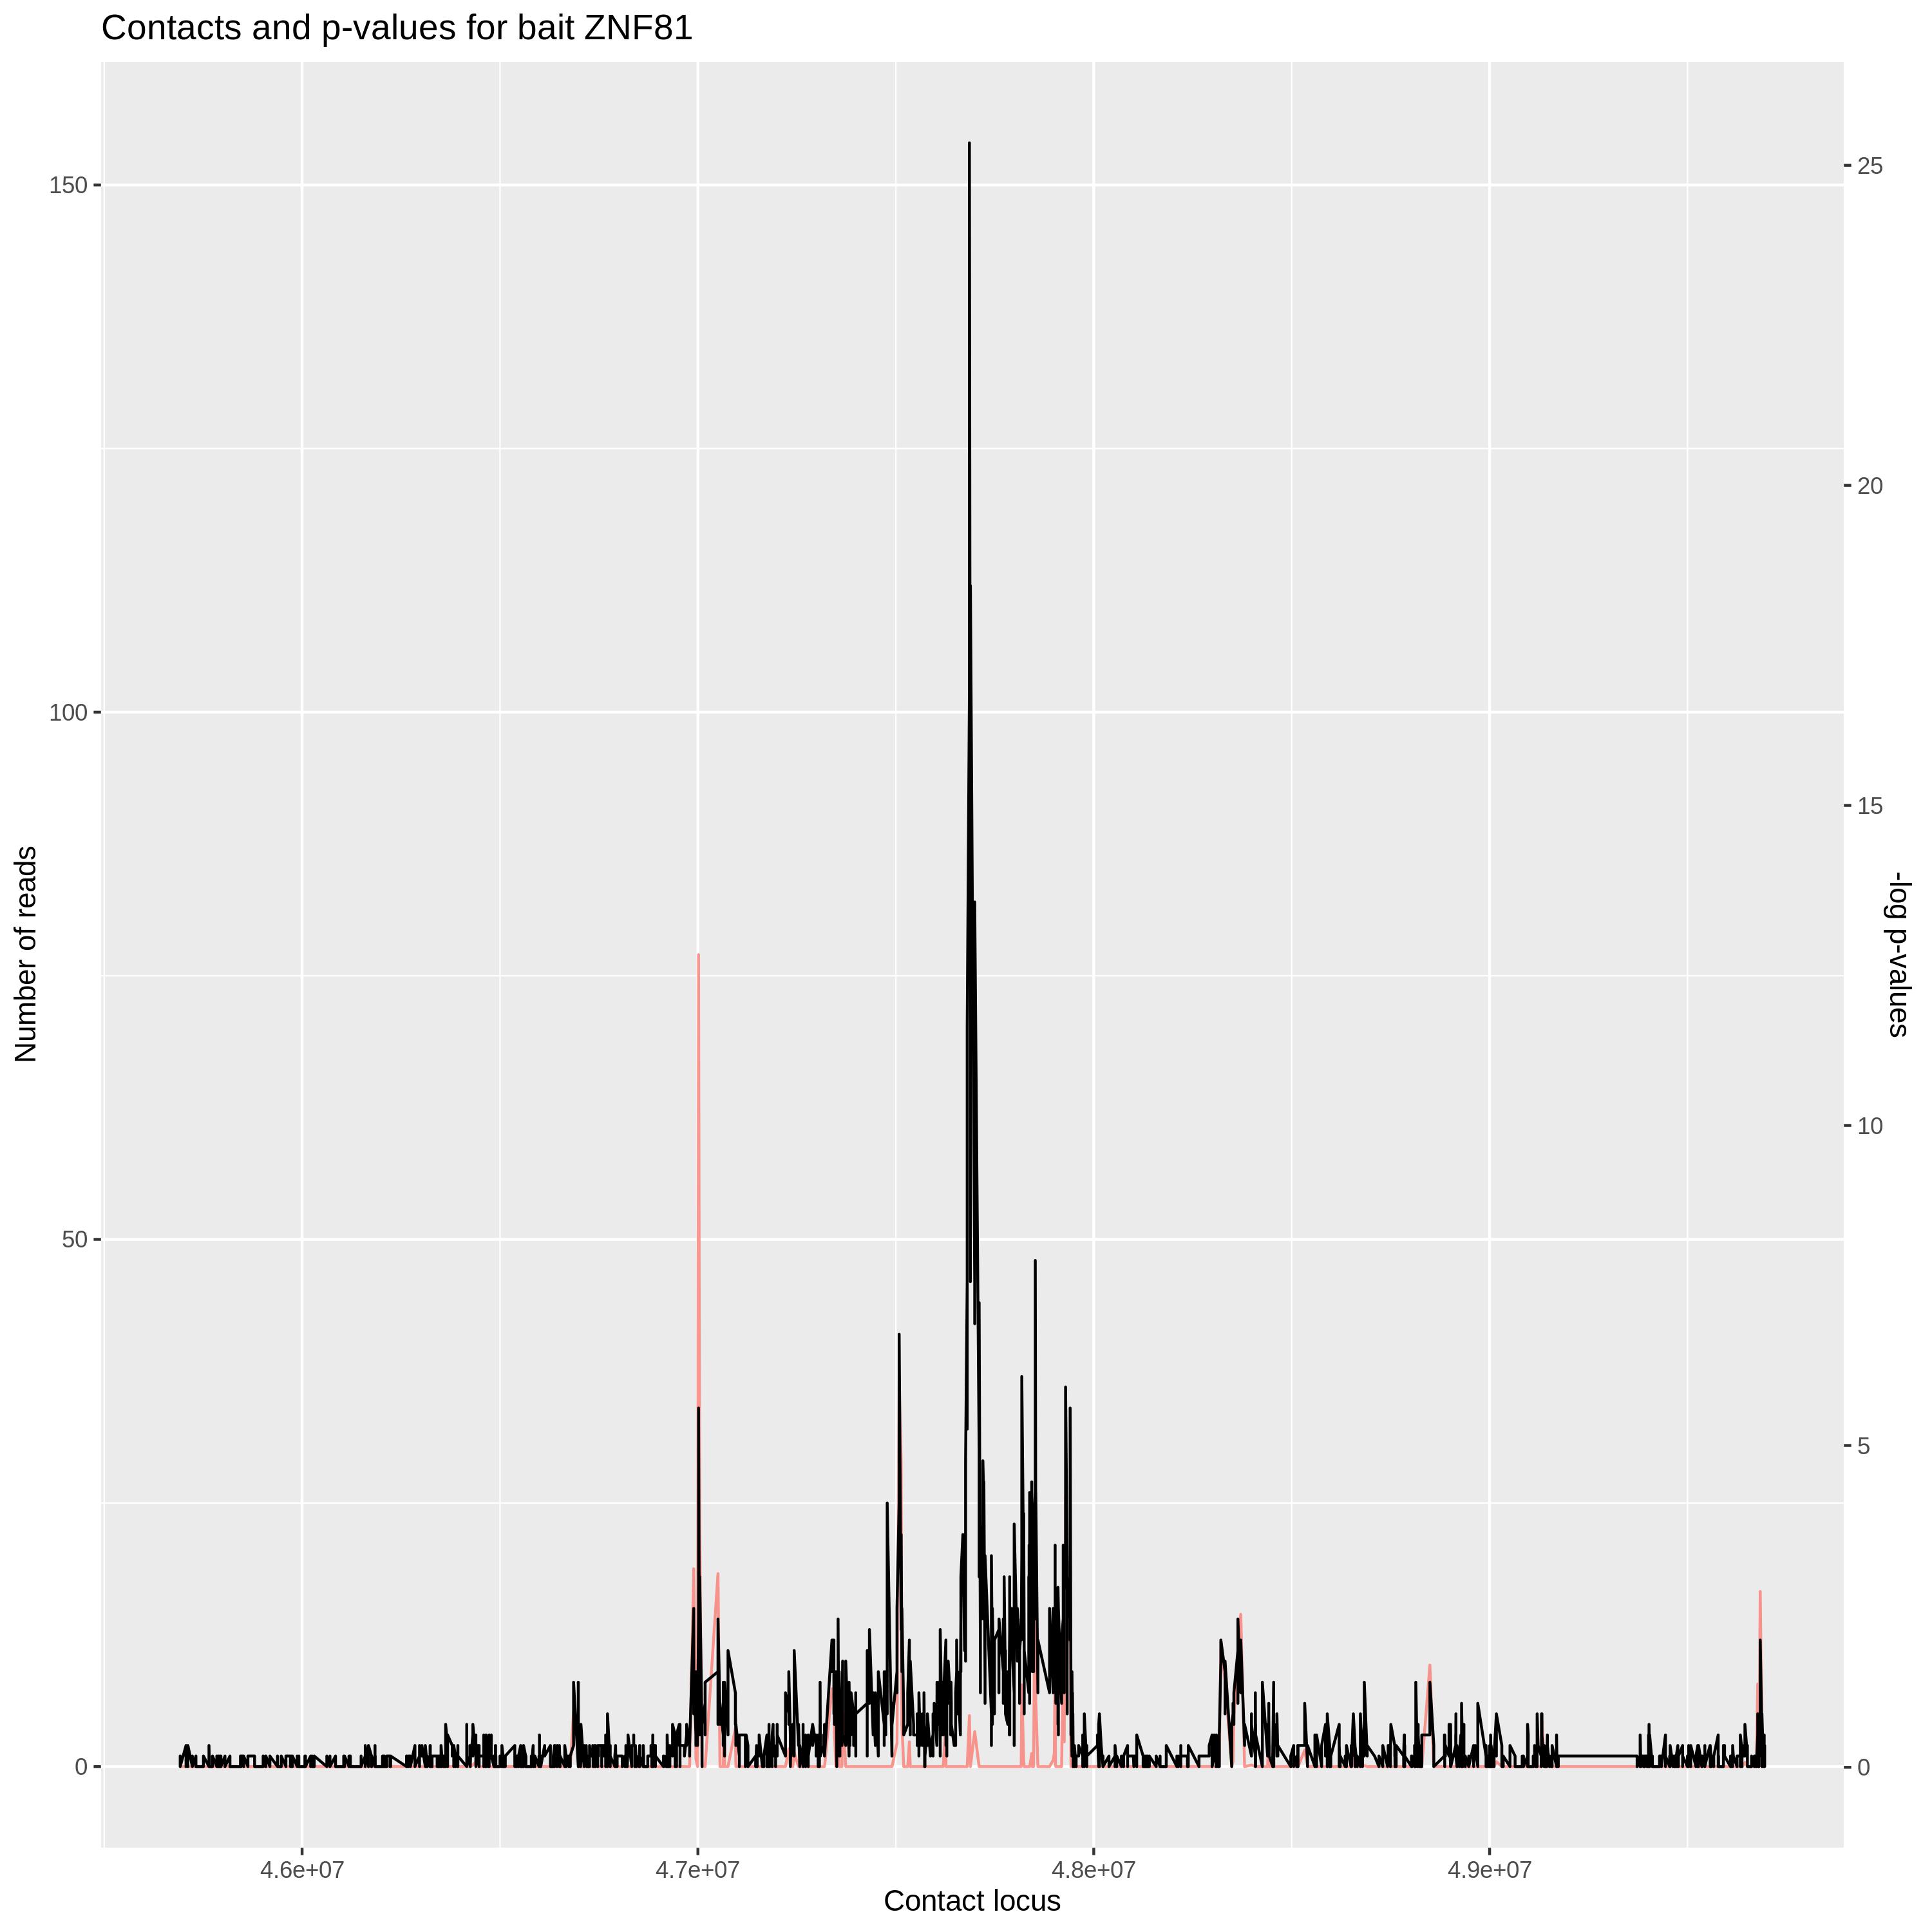 Contacts and p-values for bait ZNF81
150
100
50
0
25
20
15
10
5
0
Number of reads
-log p-values
4.6e+07
4.7e+07
4.8e+07
4.9e+07
Contact locus